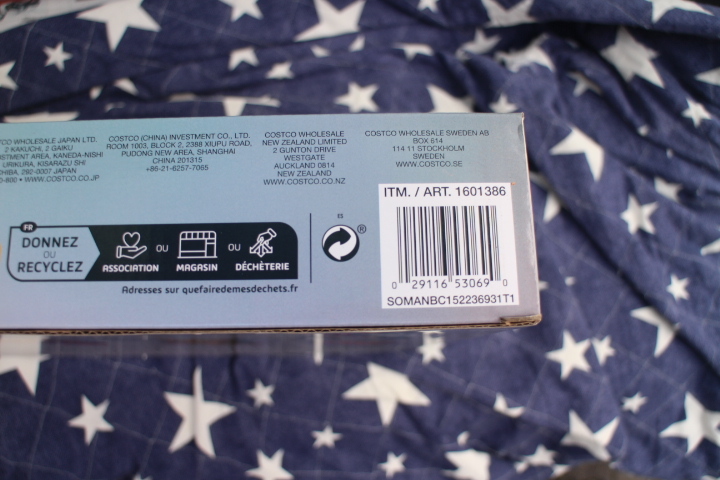 COSTCO WHOLESALE JAPAN LTD.
2 KAKUCHI, 2 GAIKU
AREA, KANEDA-NISHI
URIKURA, KISARAZU SHI
CHIBA, 292-0007 JAPAN
• WWW.COSTCO.CO.JP
COSTCO (CHINA) INVESTMENT CO., LTD.
ROOM 1003, BLOCK 2, 2388 XIUPU ROAD,
PUDONG NEW AREA, SHANGHAI
CHINA 201315
+86-21-6257-7065
COSTCO WHOLESALE
NEW ZEALAND LIMITED
2 GUNTON DRIVE
WESTGATE
AUCKLAND 0814
NEW ZEALAND
WWW.COSTCO.CO.NZ
COSTCO WHOLESALE SWEDEN AB
BOX 614
114 11 STOCKHOLM
SWEDEN
WWW.COSTCO.SE
FR
DONNEZ
OU
RECYCLEZ
ASSOCIATION
OU
MAGASIN
OU
DÉCHÈTERIE
Adresses sur quefairedemesdechets.fr
ES
®
ITM. / ART. 1601386
0 29116 53069 0
SOMANBC152236931T1